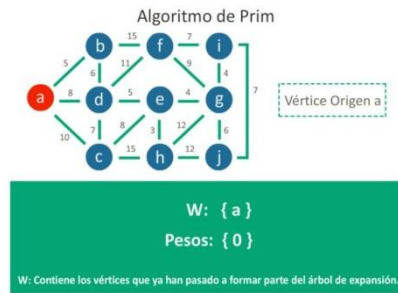 Algoritmo de Prim
b 15 f 7 i
5 6 11 9 4 7
a 8 d 5 e 4 g
10 7 8 3 12 6
c 15 h 12 j
Vértice Origen a
W: { a }
Pesos: { 0 }
W: Contiene los vértices que ya han pasado a formar parte del árbol de expansión.